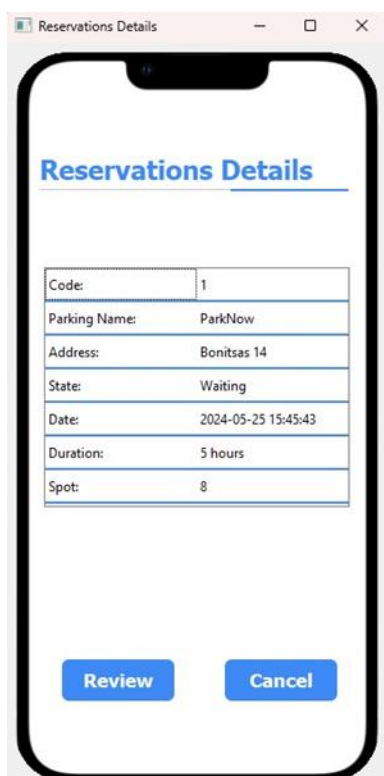 Reservations Details
Reservations Details
Code: 1
Parking Name: ParkNow
Address: Bonitsas 14
State: Waiting
Date: 2024-05-25 15:45:43
Duration: 5 hours
Spot: 8
Review Cancel